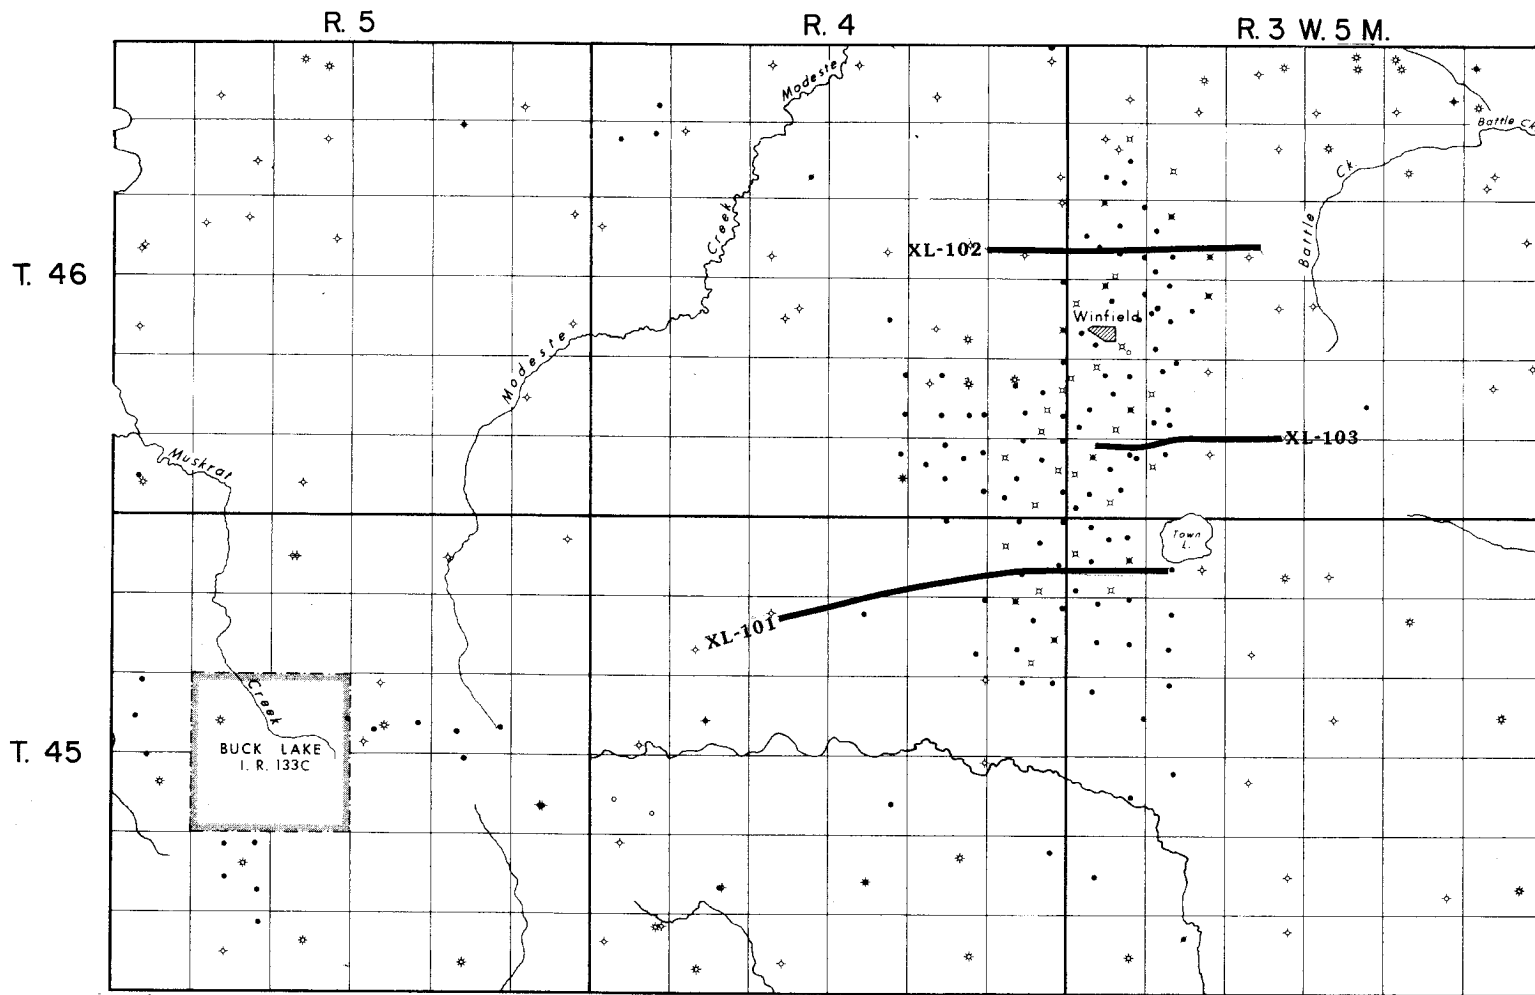 R. 5
R. 4
R. 3 W. 5 M.
Modeste
Battle
Ck.
Battle
Creek
XL-102
T. 46
Winfield
Modeste
XL-103
Muskrat
Town
L.
XL-101
Creek
BUCK LAKE
I. R. 133C
T. 45